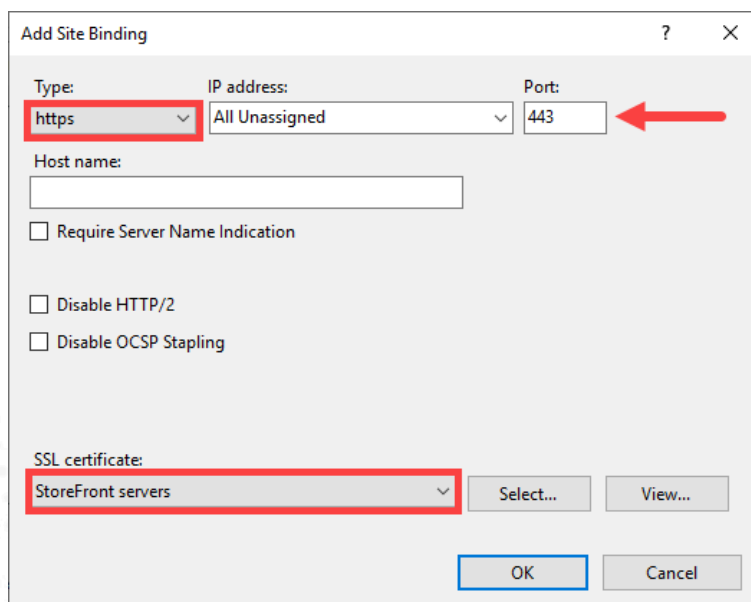 Add Site Binding
?
Type:
IP address:
Port:
https
All Unassigned
443
Host name:
Require Server Name Indication
Disable HTTP/2
Disable OCSP Stapling
SSL certificate:
StoreFront servers
Select...
View...
OK
Cancel